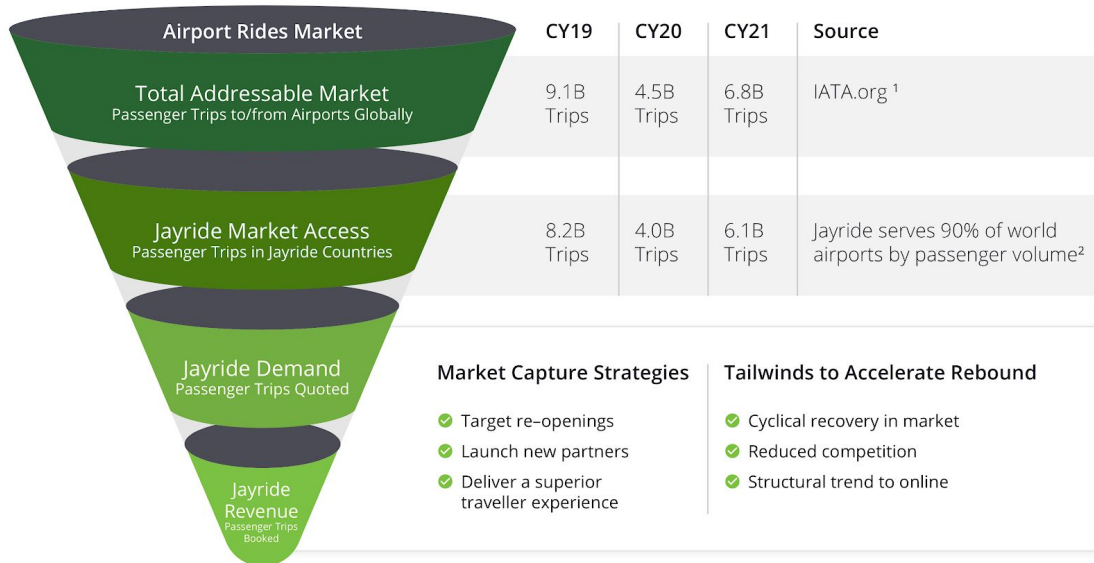 Airport Rides Market
CY19
CY20
CY21
Source
Total Addressable Market
Passenger Trips to/from Airports Globally
9.1B
Trips
4.5B
Trips
6.8B
Trips
IATA.org ¹
Jayride Market Access
Passenger Trips in Jayride Countries
8.2B
Trips
4.0B
Trips
6.1B
Trips
Jayride serves 90% of world
airports by passenger volume²
Jayride Demand
Passenger Trips Quoted
Jayride
Revenue
Passenger Trips
Booked
Market Capture Strategies
Target re–openings
Launch new partners
Deliver a superior
traveller experience
Tailwinds to Accelerate Rebound
Cyclical recovery in market
Reduced competition
Structural trend to online